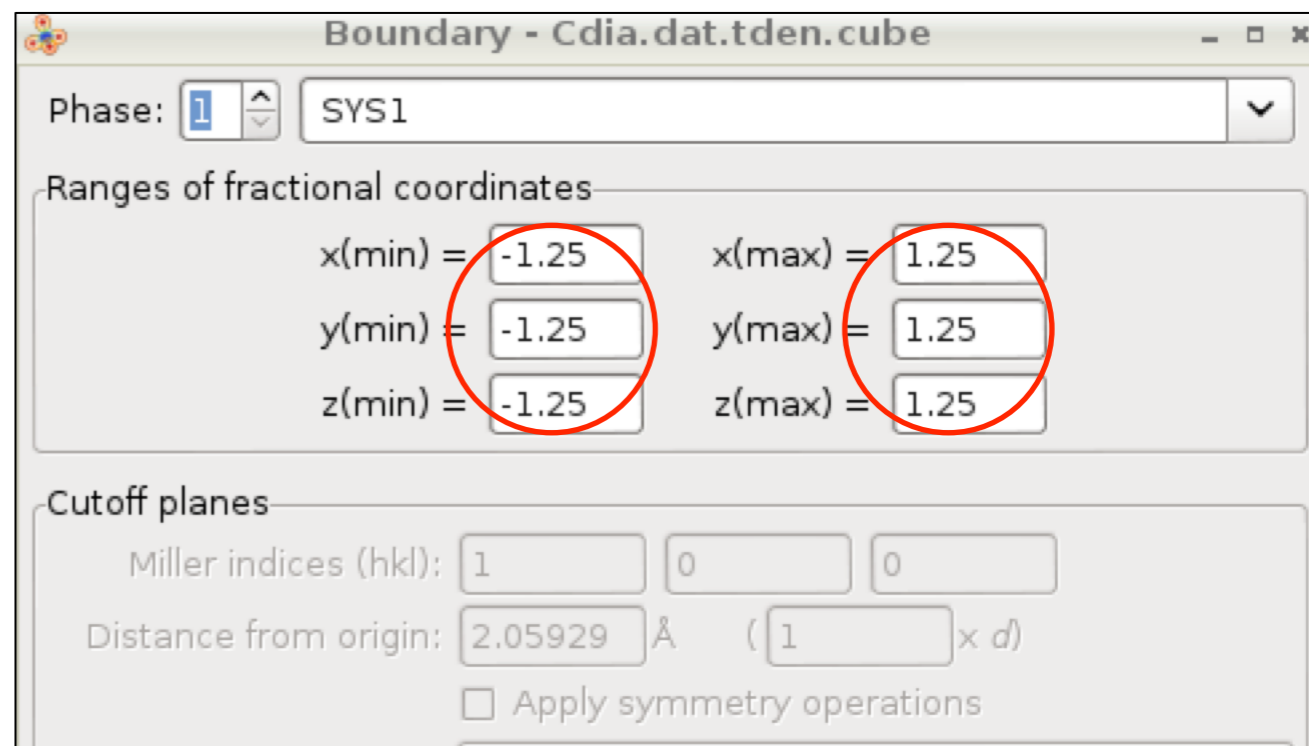 Boundary - Cdia.dat.tden.cube
Phase: 1 SYS1
Ranges of fractional coordinates
x(min) = -1.25 x(max) = 1.25
y(min) = -1.25 y(max) = 1.25
z(min) = -1.25 z(max) = 1.25
Cutoff planes
Miller indices (hkl): 1 0 0
Distance from origin: 2.05929 Å ( 1 x d)
Apply symmetry operations